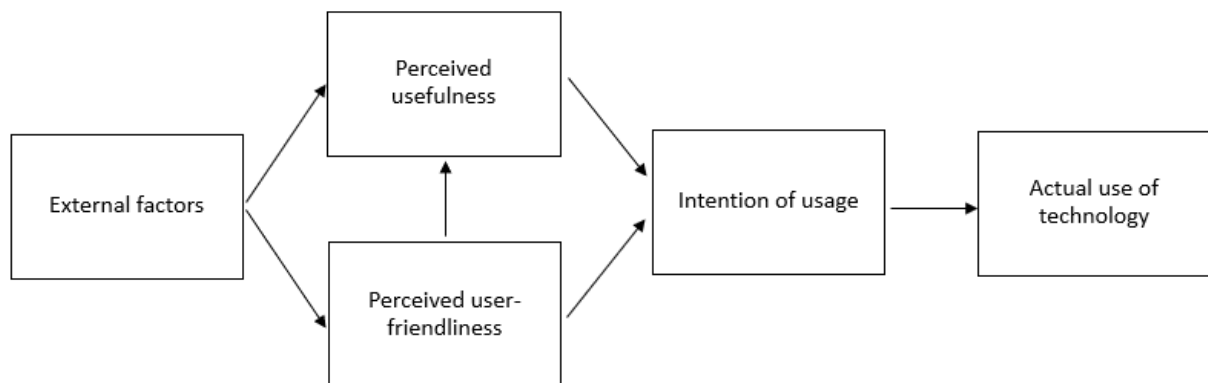 Perceived
usefulness
External factors
Perceived user-
friendliness
Intention of usage
Actual use of
technology